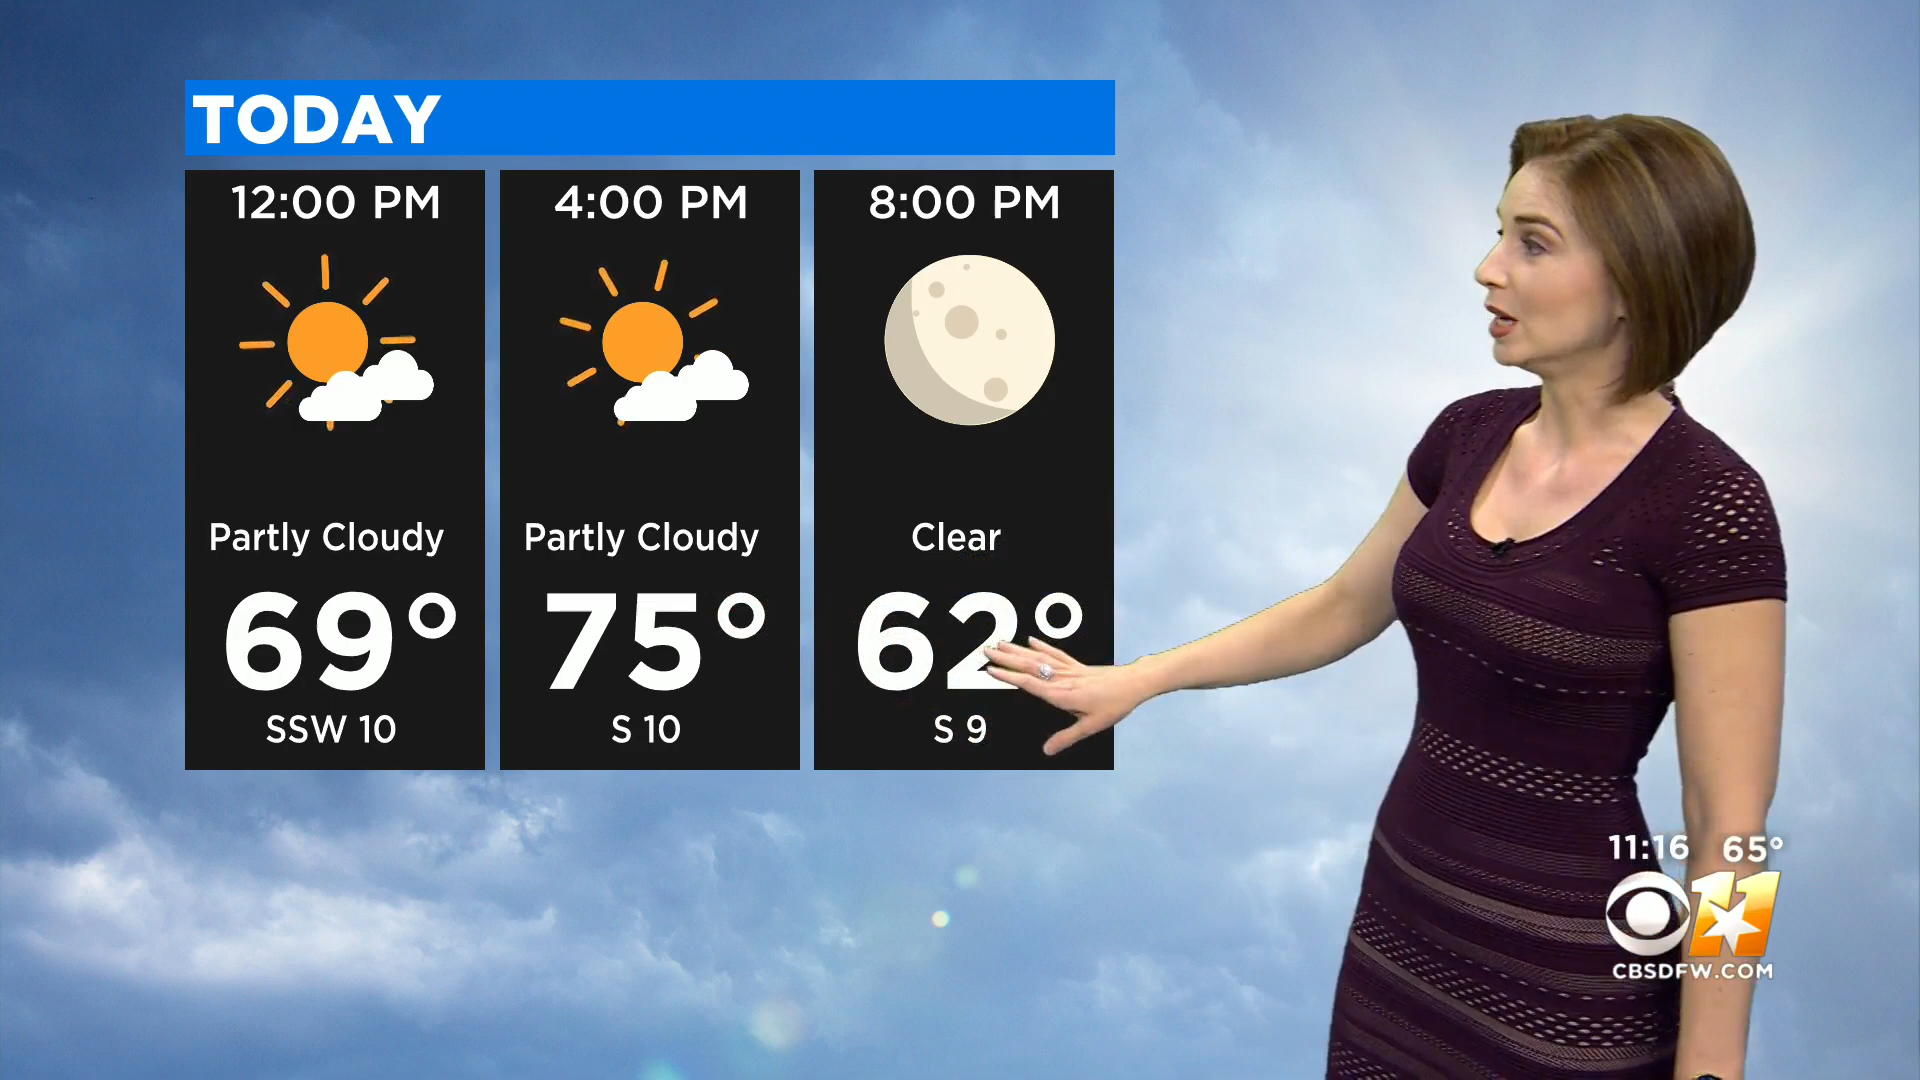 TODAY
12:00 PM
Partly Cloudy
69°
SSW 10
4:00 PM
Partly Cloudy
75°
S 10
8:00 PM
Clear
62°
S 9
11:16 65°
11
CBSDFW.COM